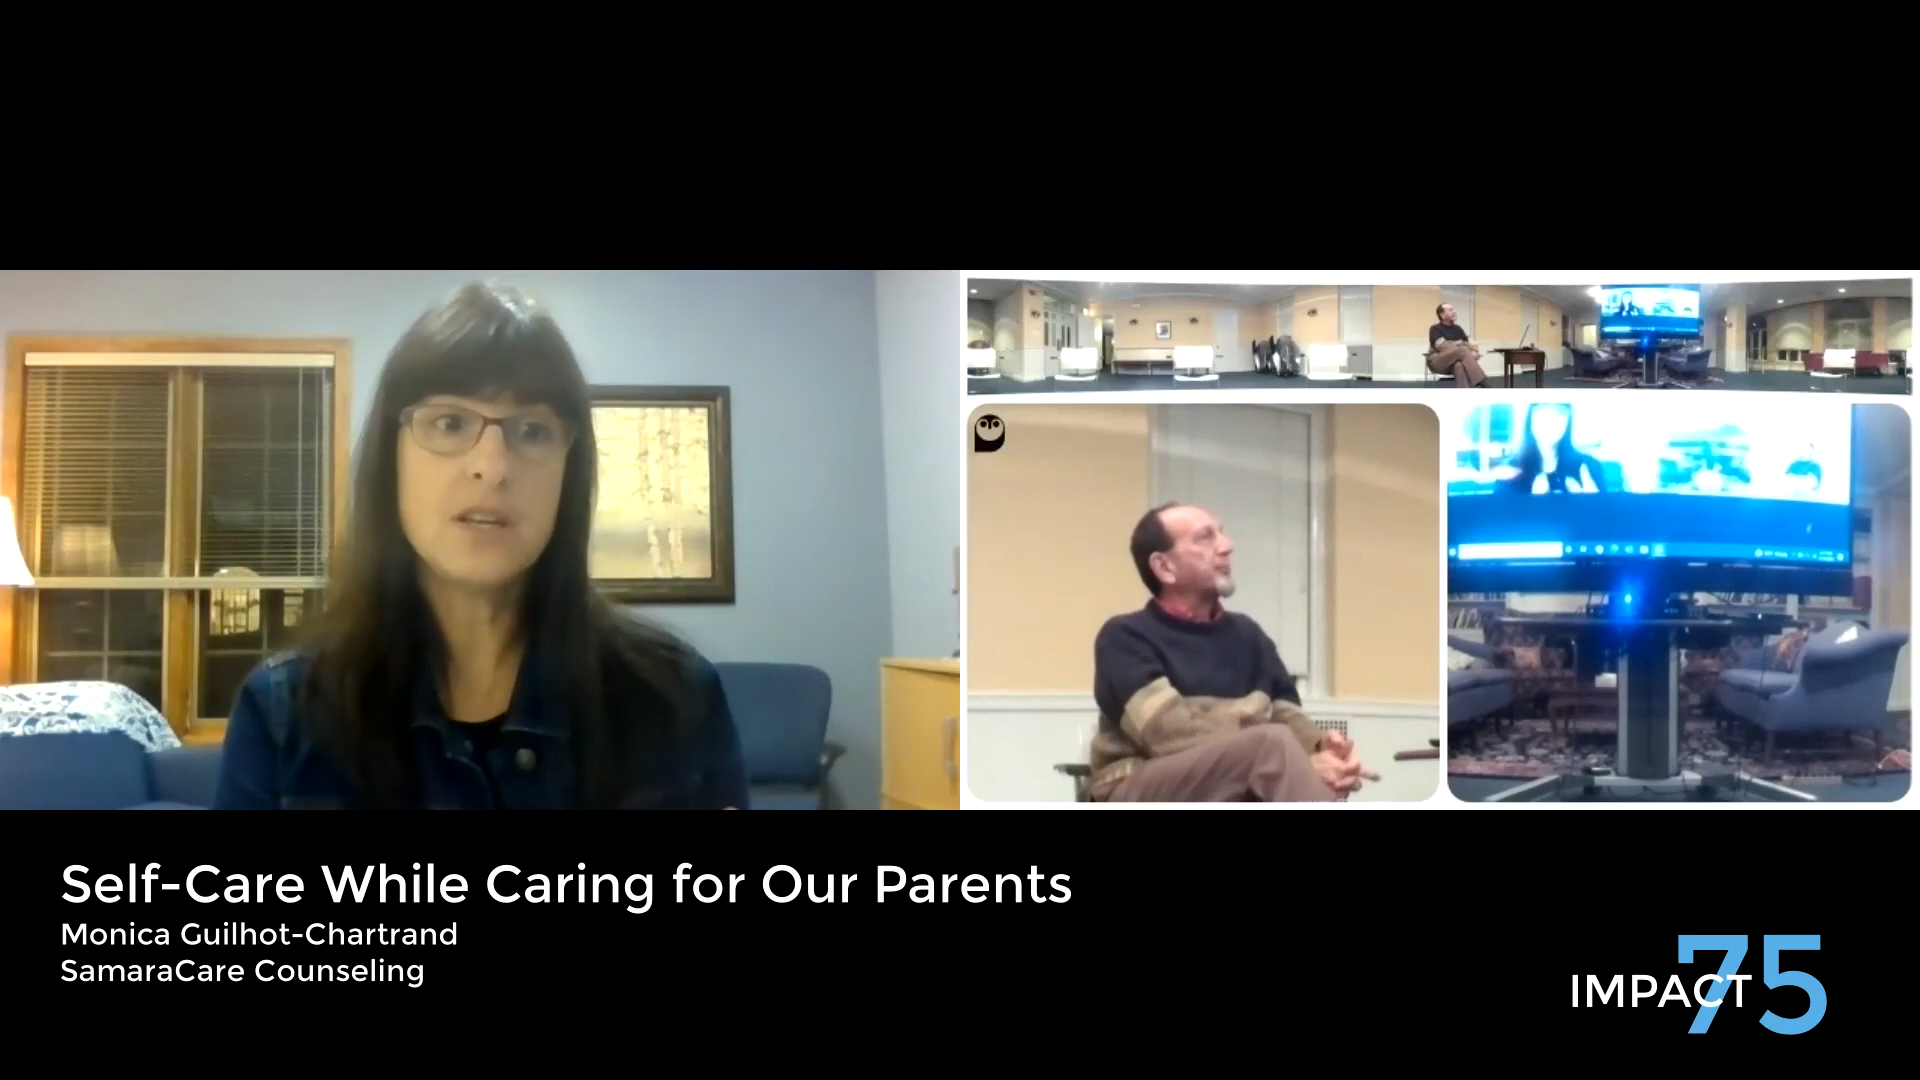 Self-Care While Caring for Our Parents
Monica Guilhot-Chartrand
SamaraCare Counseling
IMPACT 75